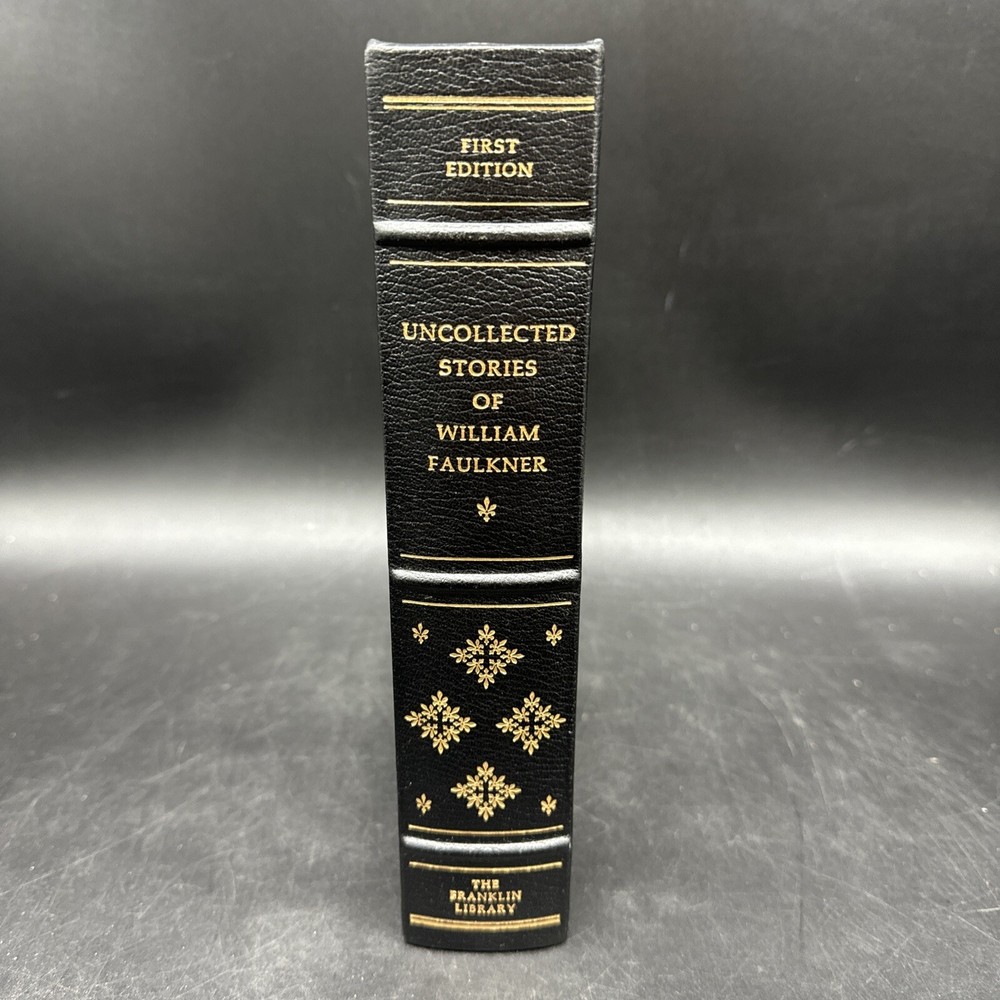 FIRST
EDITION
UNCOLLECTED
STORIES
OF
WILLIAM
FAULKNER
THE
FRANKLIN
LIBRARY